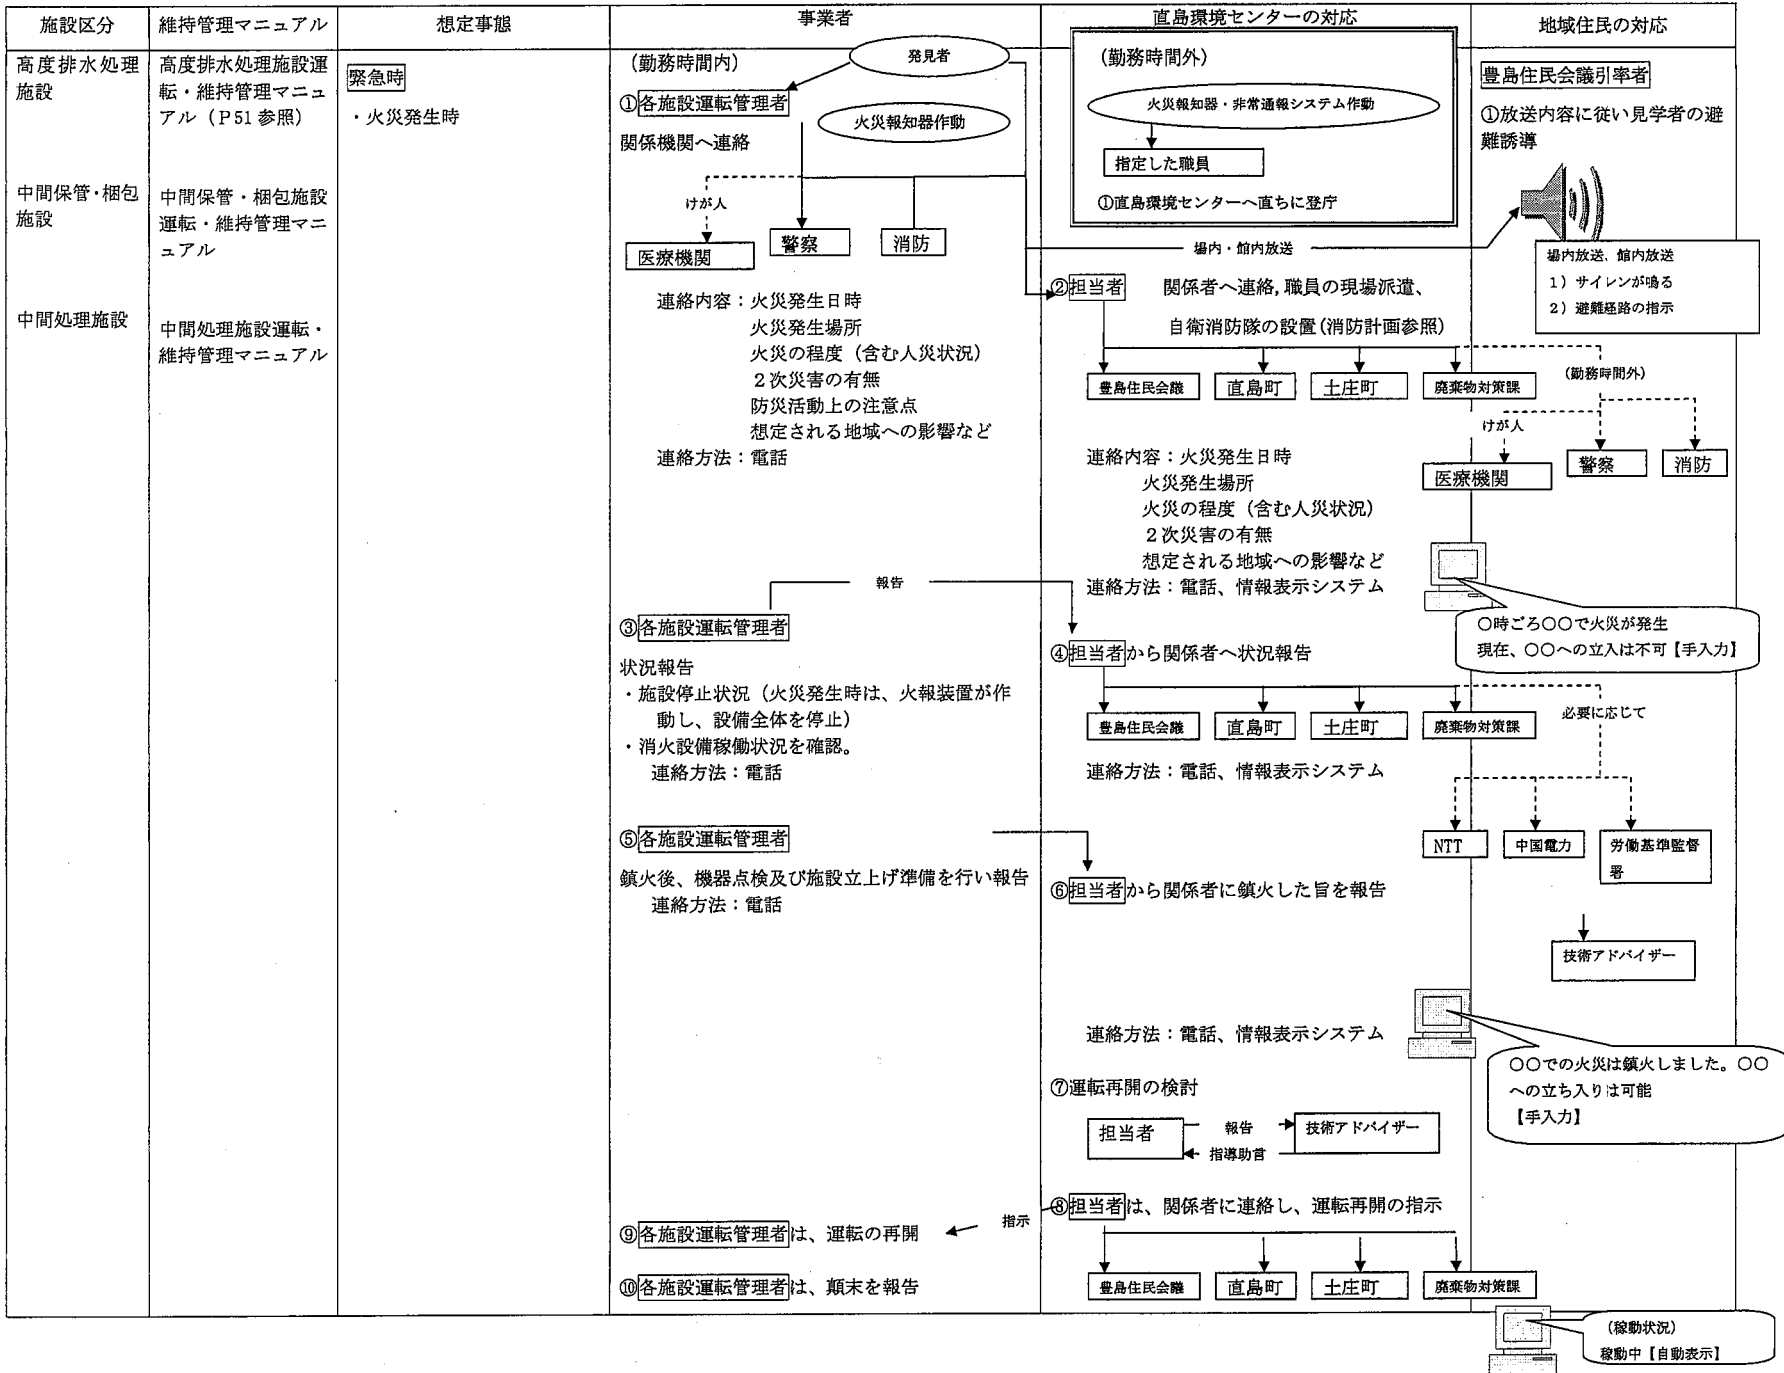 施設区分
維持管理マニュアル
想定事態
事業者
直島環境センターの対応
地域住民の対応
高度排水処理
施設
中間保管・梱包
施設
中間処理施設
高度排水処理施設運
転・維持管理マニュ
アル（P51参照）
中間保管・梱包施設
運転・維持管理マニ
ュアル
中間処理施設運転・
維持管理マニュアル
緊急時
・火災発生時
発見者
(勤務時間内)
①各施設運転管理者
火災報知器作動
関係機関へ連絡
けが人
医療機関
警察
消防
連絡内容：火災発生日時
火災発生場所
火災の程度（含む人災状況）
２次災害の有無
防災活動上の注意点
想定される地域への影響など
連絡方法：電話
報告
③各施設運転管理者
状況報告
・施設停止状況（火災発生時は、火報装置が作
動し、設備全体を停止）
・消火設備稼働状況を確認。
連絡方法：電話
⑤各施設運転管理者
鎮火後、機器点検及び施設立上げ準備を行い報告
連絡方法：電話
指示
⑨各施設運転管理者は、運転の再開
⑩各施設運転管理者は、顛末を報告
(勤務時間外)
火災報知器・非常通報システム作動
指定した職員
①直島環境センターへ直ちに登庁
場内・館内放送
②担当者　関係者へ連絡,職員の現場派遣、
自衛消防隊の設置(消防計画参照)
豊島住民会議
直島町
土庄町
廃棄物対策課
連絡内容：火災発生日時
火災発生場所
火災の程度（含む人災状況）
２次災害の有無
想定される地域への影響など
連絡方法：電話、情報表示システム
④担当者から関係者へ状況報告
豊島住民会議
直島町
土庄町
廃棄物対策課
連絡方法：電話、情報表示システム
⑥担当者から関係者に鎮火した旨を報告
連絡方法：電話、情報表示システム
⑦運転再開の検討
担当者
報告
指導助言
技術アドバイザー
⑧担当者は、関係者に連絡し、運転再開の指示
豊島住民会議
直島町
土庄町
廃棄物対策課
豊島住民会議引率者
①放送内容に従い見学者の避
難誘導
場内放送、館内放送
1）サイレンが鳴る
2）避難経路の指示
(勤務時間外)
けが人
医療機関
警察
消防
〇時ごろ〇〇で火災が発生
現在、〇〇への立入は不可【手入力】
必要に応じて
NTT
中国電力
労働基準監督
署
技術アドバイザー
〇〇での火災は鎮火しました。〇〇
への立ち入りは可能
【手入力】
(稼動状況)
稼動中【自動表示】